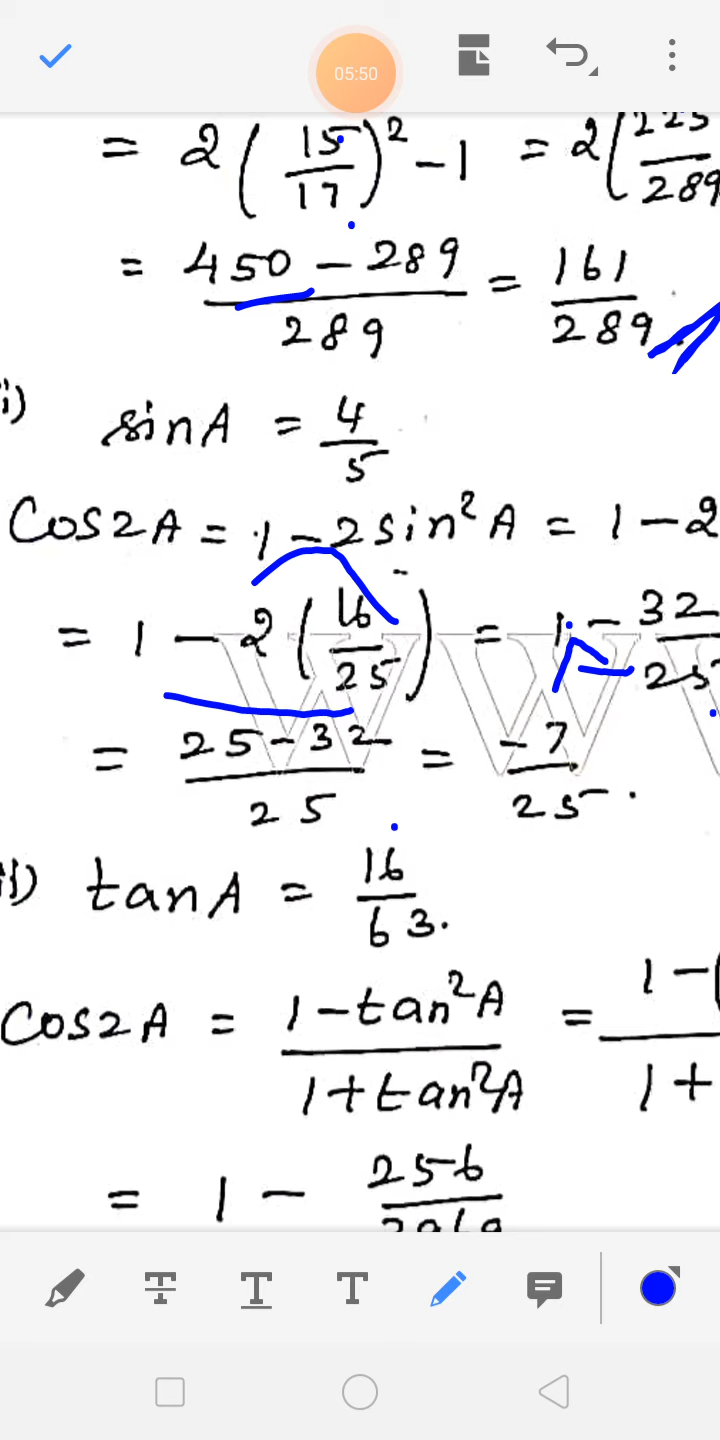 05:50
= 2(15/17)² - 1 = 2(225/289
= 450 - 289/289 = 161/289.
i) sinA = 4/5
Cos2A = 1 - 2sin²A = 1 - 2
= 1 - 2(16/25) = 1 - 32/25
= 25-32/25 = -7/25.
tanA = 16/63.
Cos2A = 1-tan²A/1+tan²A = 1-(/1+
= 1 - 256/3969